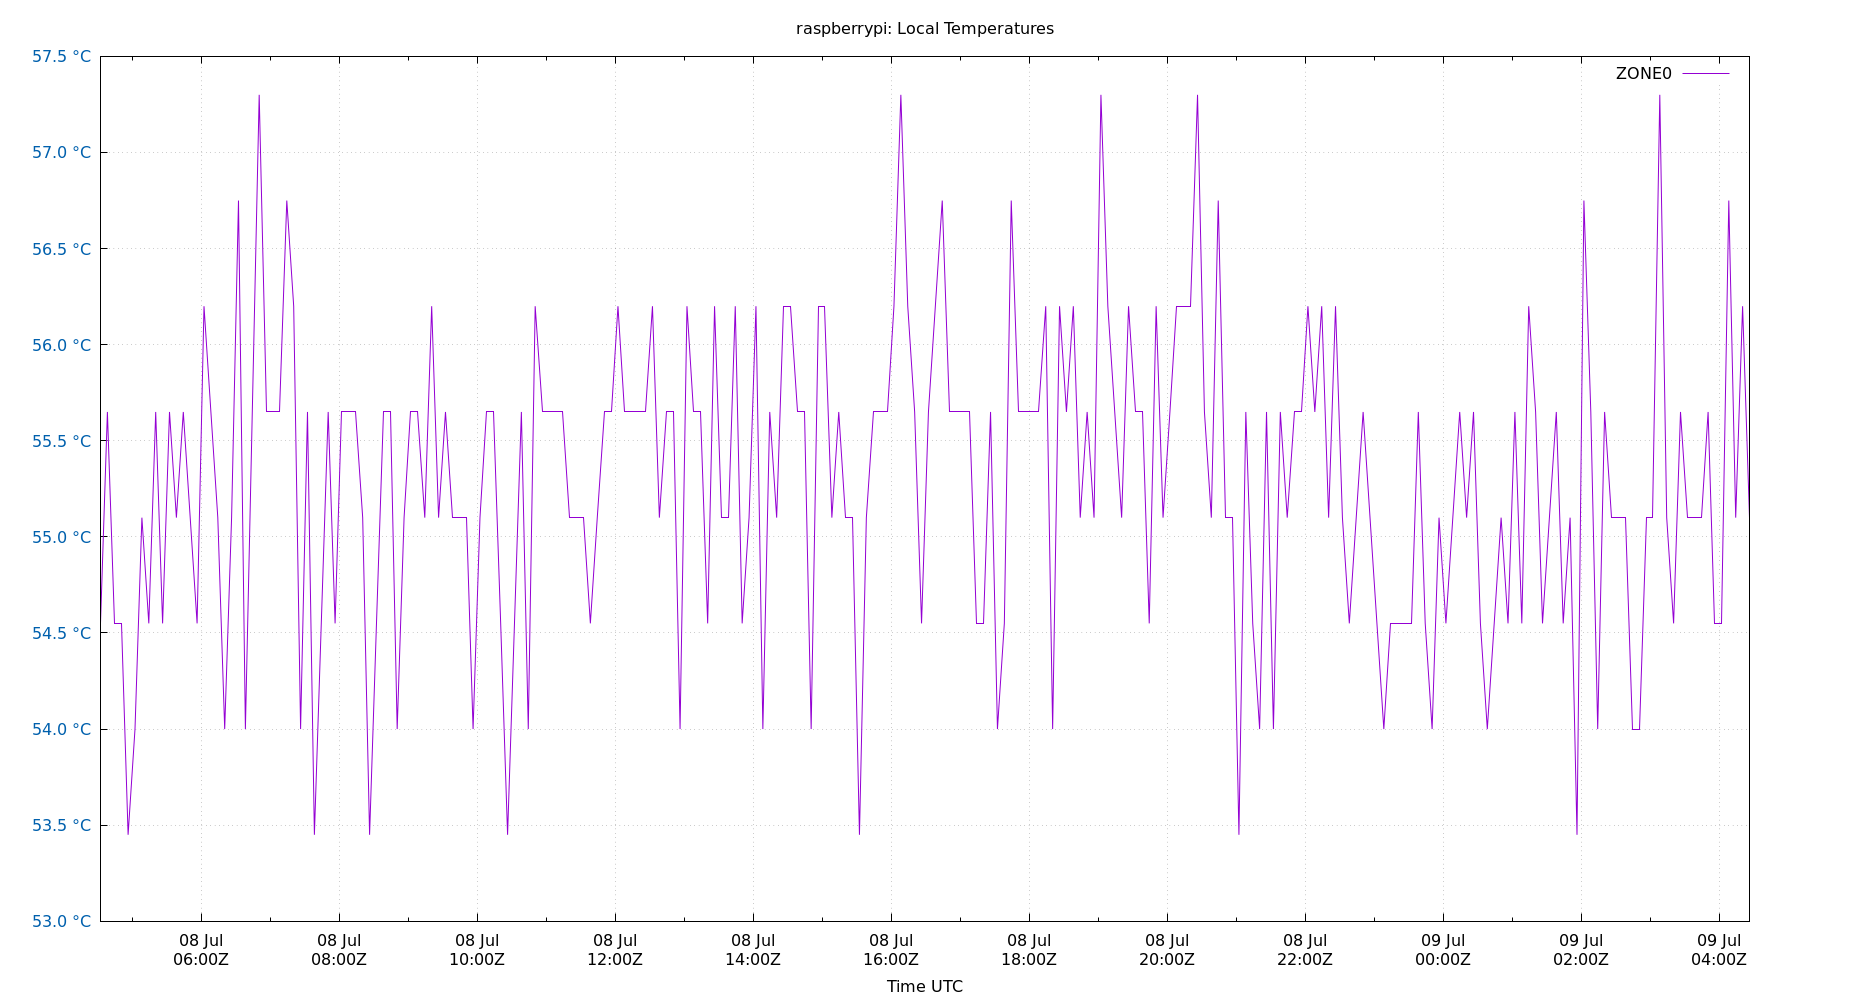 raspberrypi: Local Temperatures
57.5 °C
57.0 °C
56.5 °C
56.0 °C
55.5 °C
55.0 °C
54.5 °C
54.0 °C
53.5 °C
53.0 °C
ZONE0
08 Jul 08 Jul 08 Jul 08 Jul 08 Jul 08 Jul 08 Jul 08 Jul 08 Jul 09 Jul 09 Jul 09 Jul
06:00Z 08:00Z 10:00Z 12:00Z 14:00Z 16:00Z 18:00Z 20:00Z 22:00Z 00:00Z 02:00Z 04:00Z
Time UTC